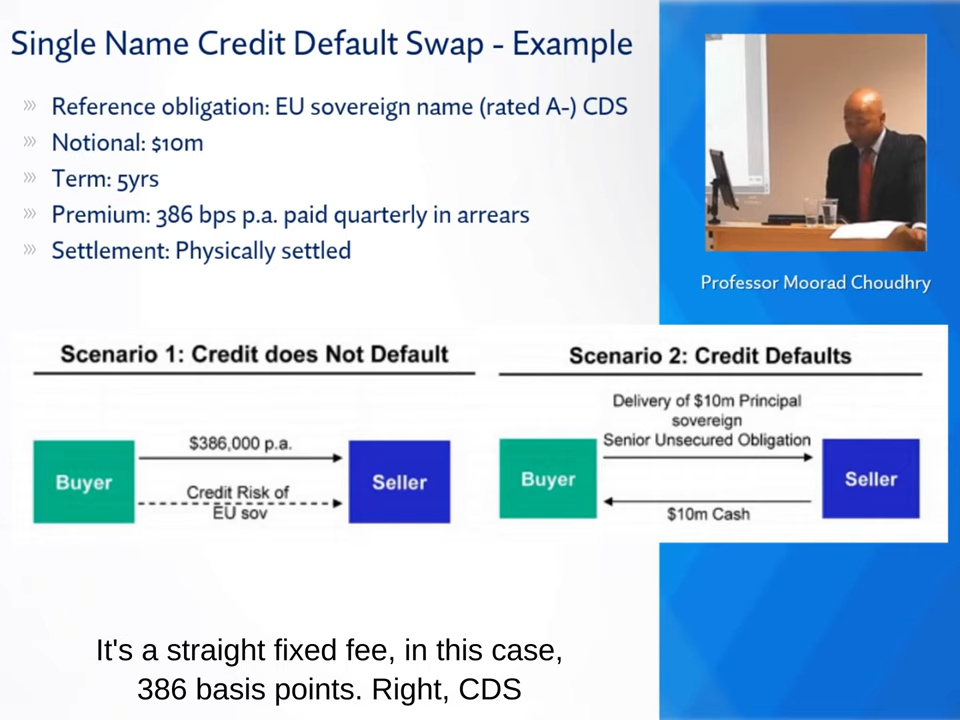 Single Name Credit Default Swap - Example
Reference obligation: EU sovereign name (rated A-) CDS
Notional: $10m
Term: 5yrs
Premium: 386 bps p.a. paid quarterly in arrears
Settlement: Physically settled
Professor Moorad Choudhry
Scenario 1: Credit does Not Default
$386,000 p.a.
Buyer
Seller
Credit Risk of
EU sov
Scenario 2: Credit Defaults
Delivery of $10m Principal
sovereign
Senior Unsecured Obligation
Buyer
Seller
$10m Cash
It's a straight fixed fee, in this case,
386 basis points. Right, CDS